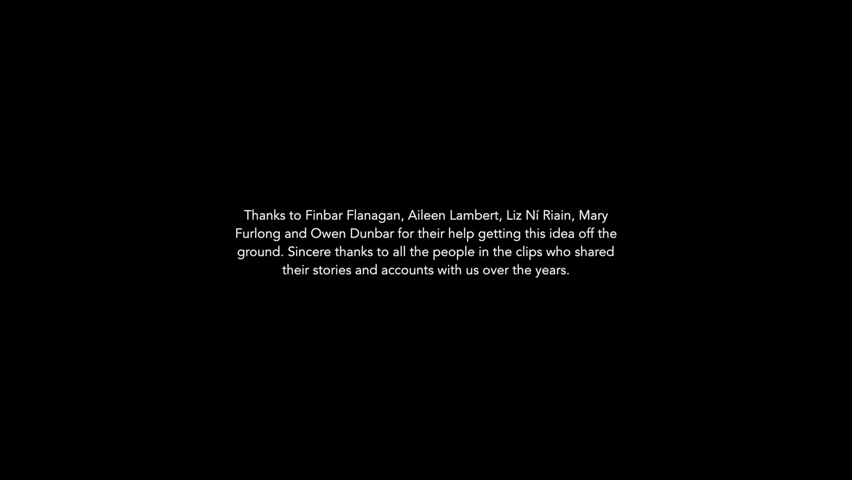 Thanks to Finbar Flanagan, Aileen Lambert, Liz Ní Riain, Mary
Furlong and Owen Dunbar for their help getting this idea off the
ground. Sincere thanks to all the people in the clips who shared
their stories and accounts with us over the years.